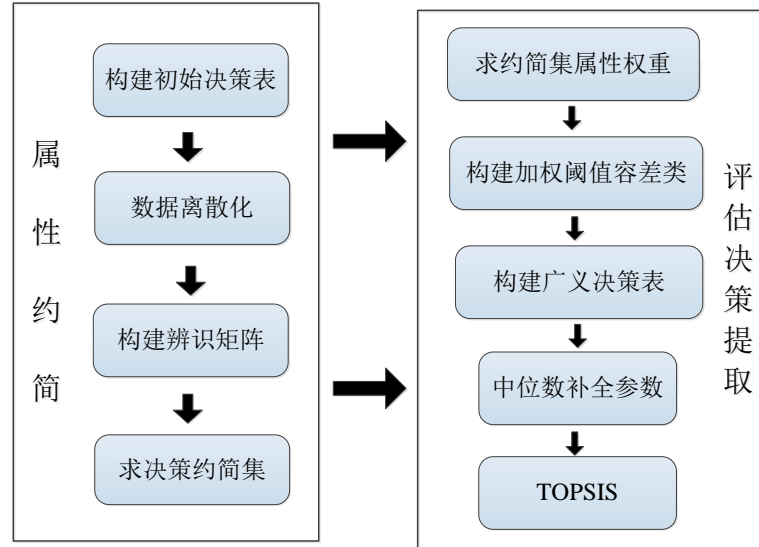 属性约简
构建初始决策表
数据离散化
构建辨识矩阵
求决策约简集
求约简集属性权重
构建加权阈值容差类
构建广义决策表
中位数补全参数
TOPSIS
评估决策提取